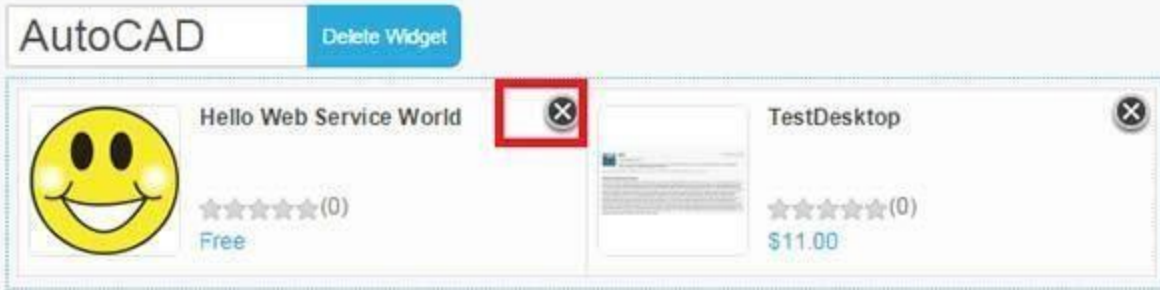 AutoCAD
Delete Widget
Hello Web Service World
(0)
Free
TestDesktop
(0)
$11.00